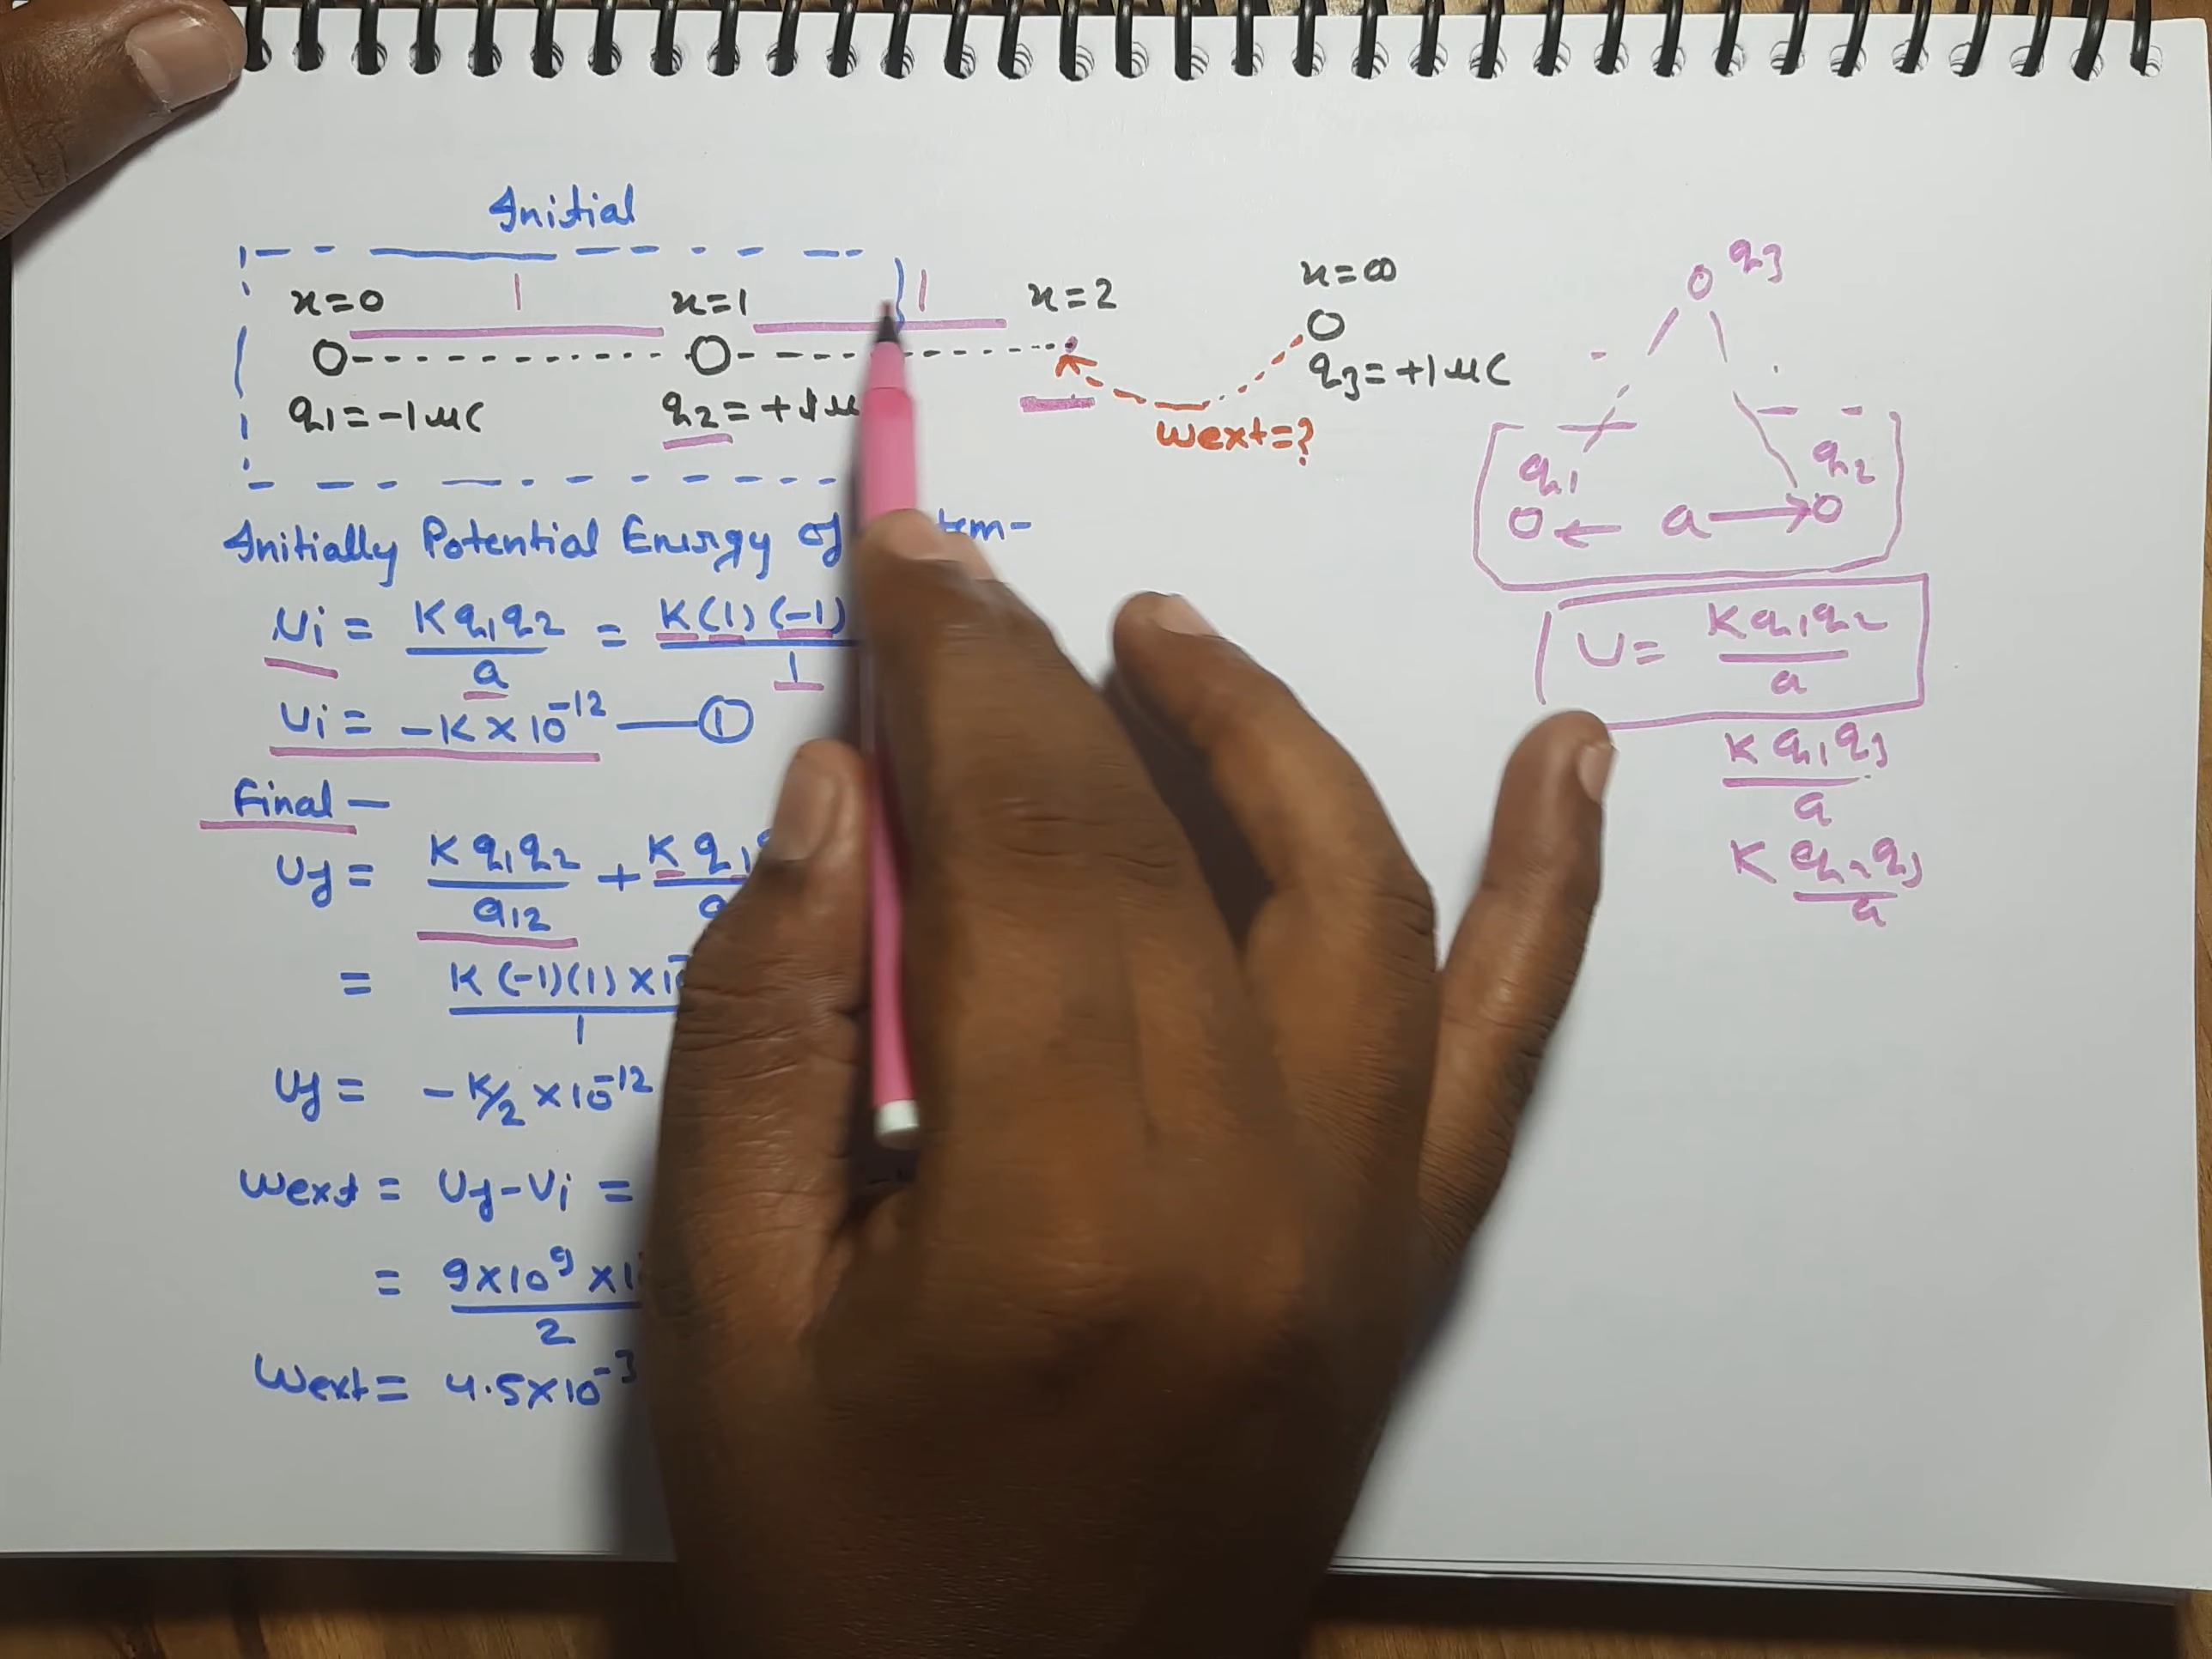 Initial
x=0 1 x=1 1 x=2 x=∞
q1=-1μC q2=+1μ q3=+1μC
Wext=?
Initially Potential Energy of
Ui = Kq1q2/a = K(1)(-1)/1
Ui = -K×10^-12 — ①
Final —
Uf = Kq1q2/a12 + Kq1
= K(-1)(1)×1
/1
Uf = -K/2×10^-12
Wext = Uf-Ui =
= 9×10^9×1
/2
Wext = 4.5×10^-3
q3
q1 q2
a
U= Kq1q2/a
Kq1q3/a
Kq2q3/a